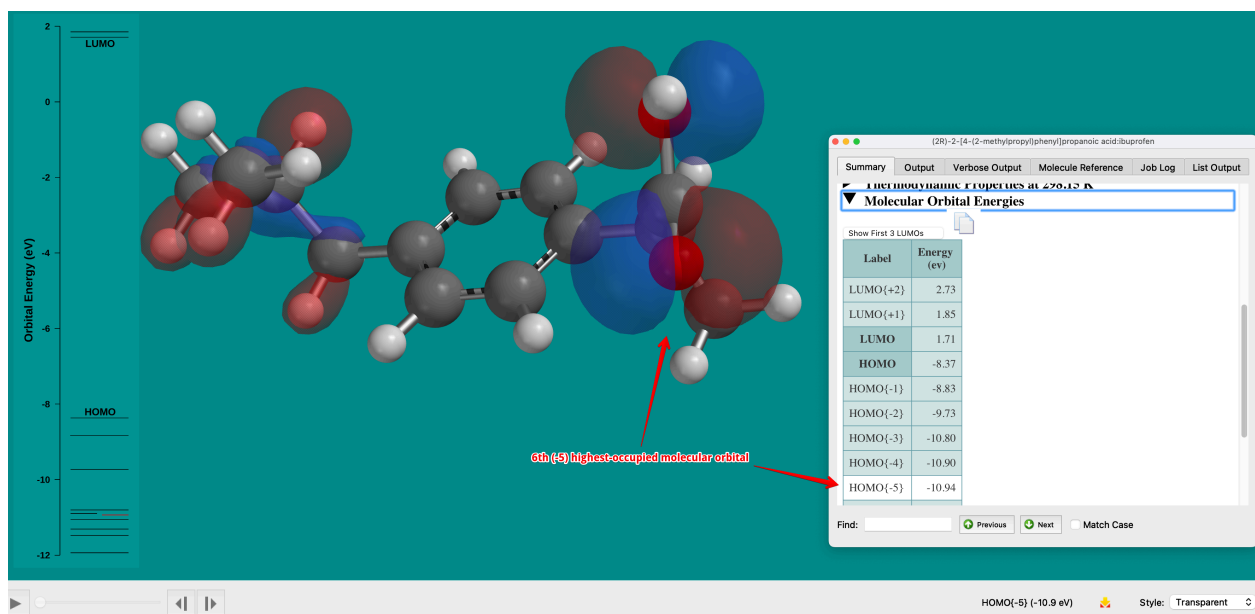 2
LUMO
0
-2
-4
Orbital Energy (eV)
-6
-8
HOMO
-10
-12
6th (-5) highest-occupied molecular orbital
(2R)-2-[4-(2-methylpropyl)phenyl]propanoic acid:ibuprofen
Summary Output Verbose Output Molecule Reference Job Log List Output
Thermodynamic Properties at 298.15 K
Molecular Orbital Energies
Show First 3 LUMOs
Label Energy
(ev)
LUMO{+2} 2.73
LUMO{+1} 1.85
LUMO 1.71
HOMO -8.37
HOMO{-1} -8.83
HOMO{-2} -9.73
HOMO{-3} -10.80
HOMO{-4} -10.90
HOMO{-5} -10.94
Find: Previous Next Match Case
HOMO{-5} (-10.9 eV) Style: Transparent